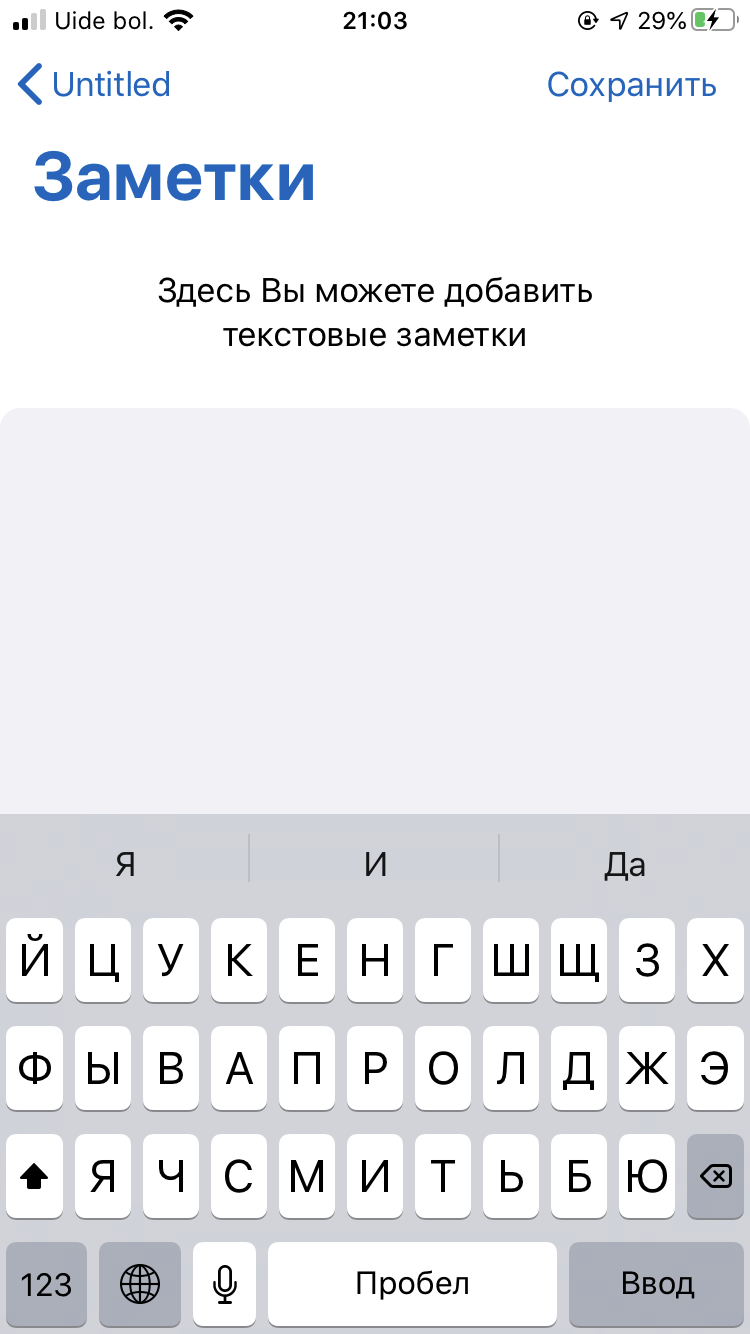 Uide bol. 21:03 29%
Untitled Сохранить
Заметки
Здесь Вы можете добавить
текстовые заметки
Я И Да
Й Ц У К Е Н Г Ш Щ З Х
Ф Ы В А П Р О Л Д Ж Э
Я Ч С М И Т Ь Б Ю
123 Пробел Ввод